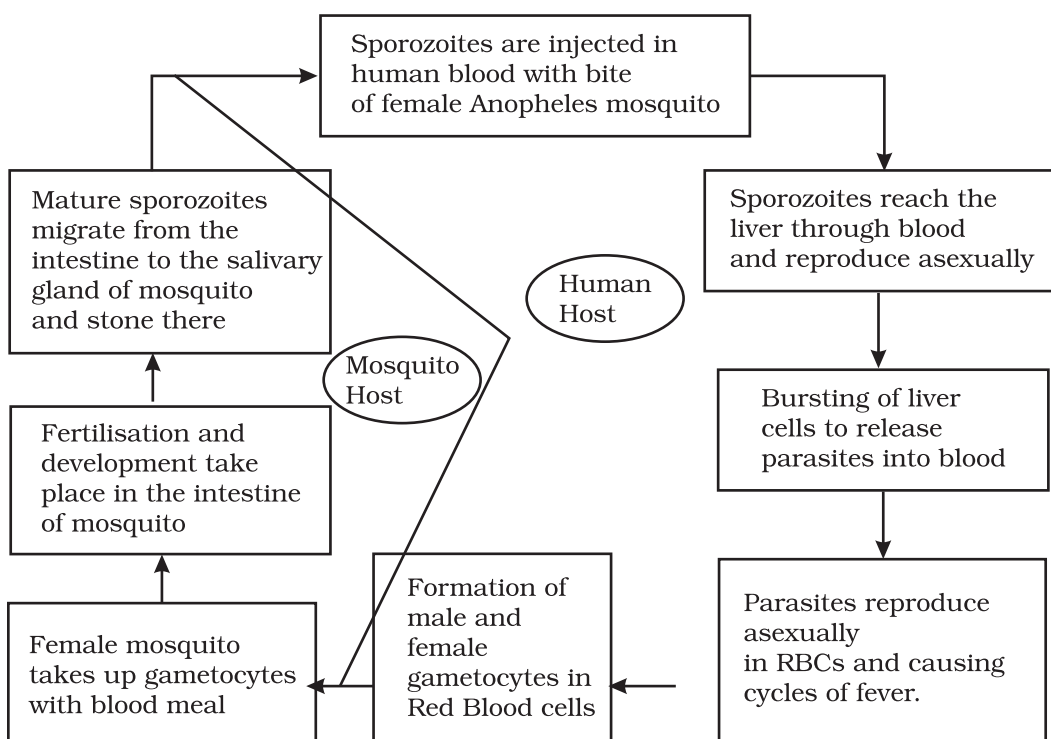 Sporozoites are injected in
human blood with bite
of female Anopheles mosquito
Sporozoites reach the
liver through blood
and reproduce asexually
Bursting of liver
cells to release
parasites into blood
Parasites reproduce
asexually
in RBCs and causing
cycles of fever.
Formation of
male and
female
gametocytes in
Red Blood cells
Female mosquito
takes up gametocytes
with blood meal
Fertilisation and
development take
place in the intestine
of mosquito
Mature sporozoites
migrate from the
intestine to the salivary
gland of mosquito
and stone there
Mosquito
Host
Human
Host